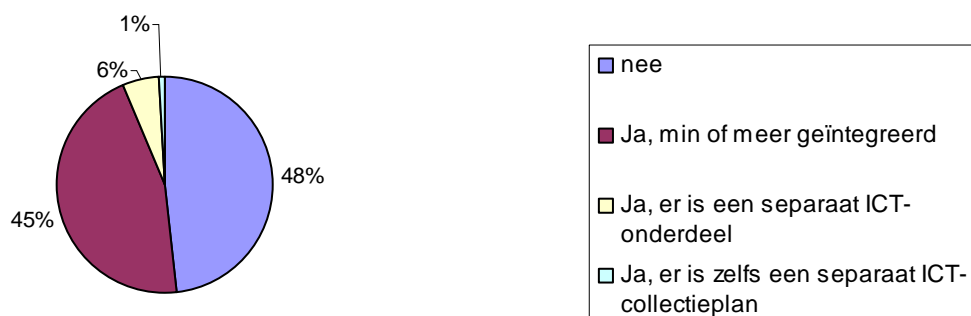 1%
6%
48%
45%
nee
Ja, min of meer geïntegreerd
Ja, er is een separaat ICT-
onderdeel
Ja, er is zelfs een separaat ICT-
collectieplan